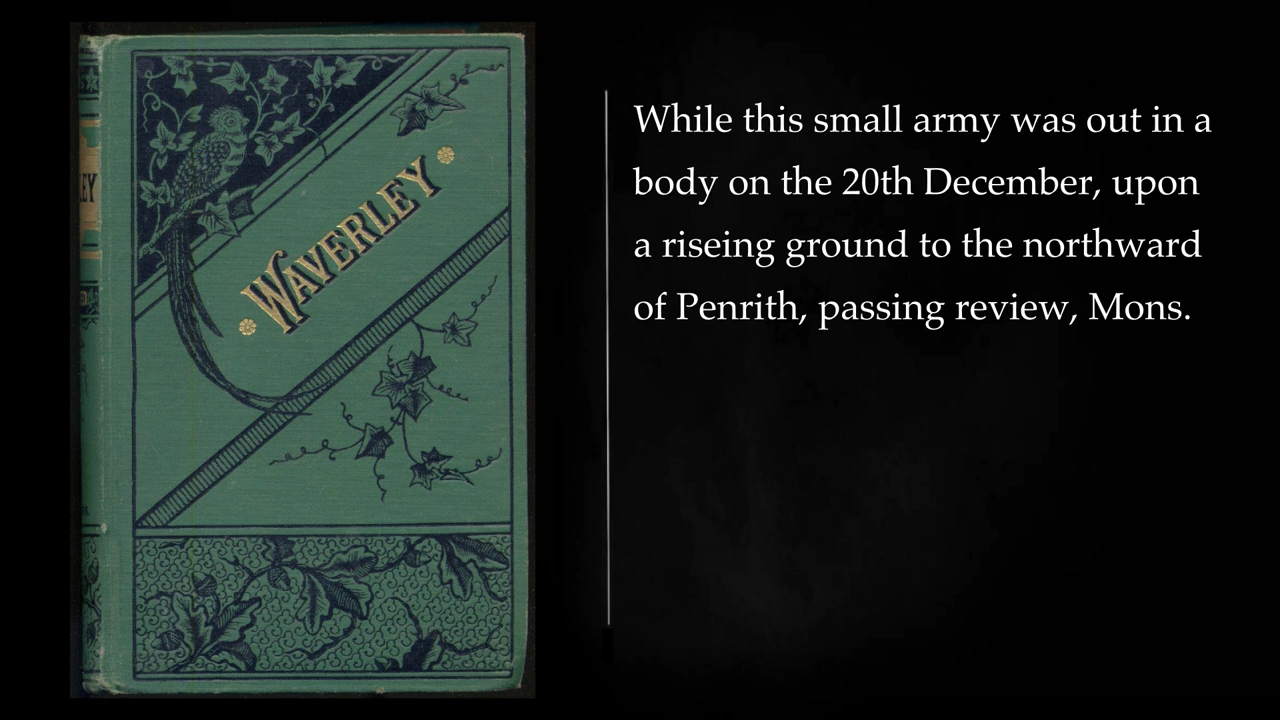 WAVERLEY
While this small army was out in a
body on the 20th December, upon
a riseing ground to the northward
of Penrith, passing review, Mons.